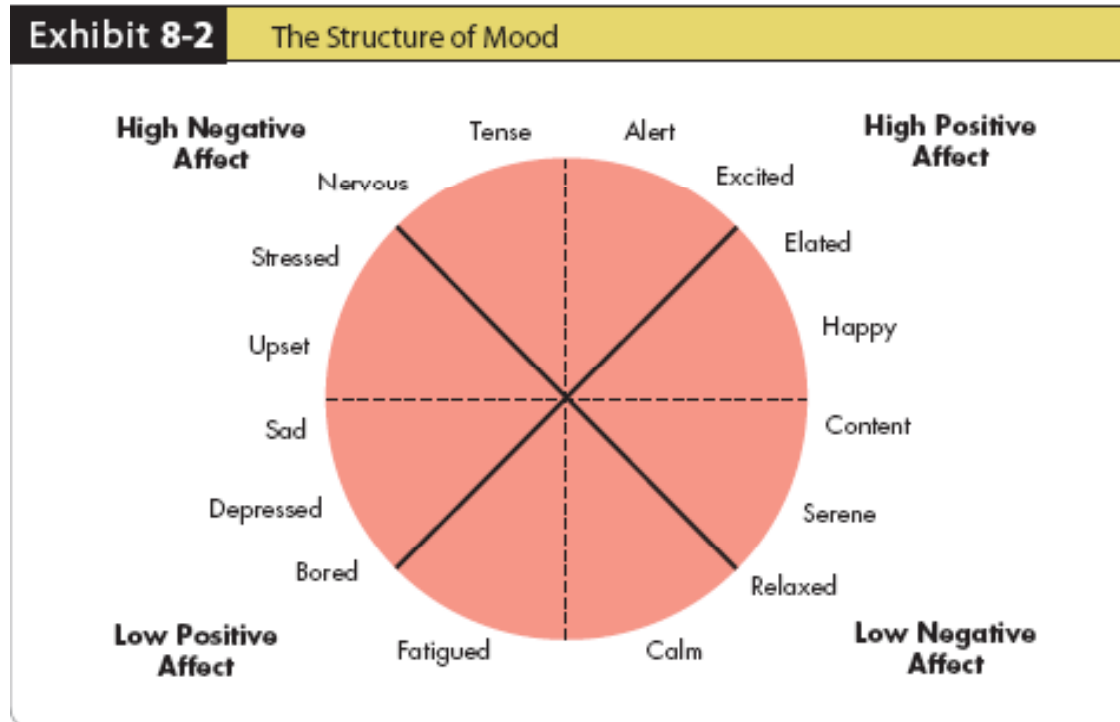 Exhibit 8-2 The Structure of Mood
High Negative
Affect
Tense
Alert
High Positive
Affect
Nervous
Excited
Stressed
Elated
Upset
Happy
Sad
Content
Depressed
Serene
Bored
Relaxed
Low Positive
Affect
Fatigued
Calm
Low Negative
Affect